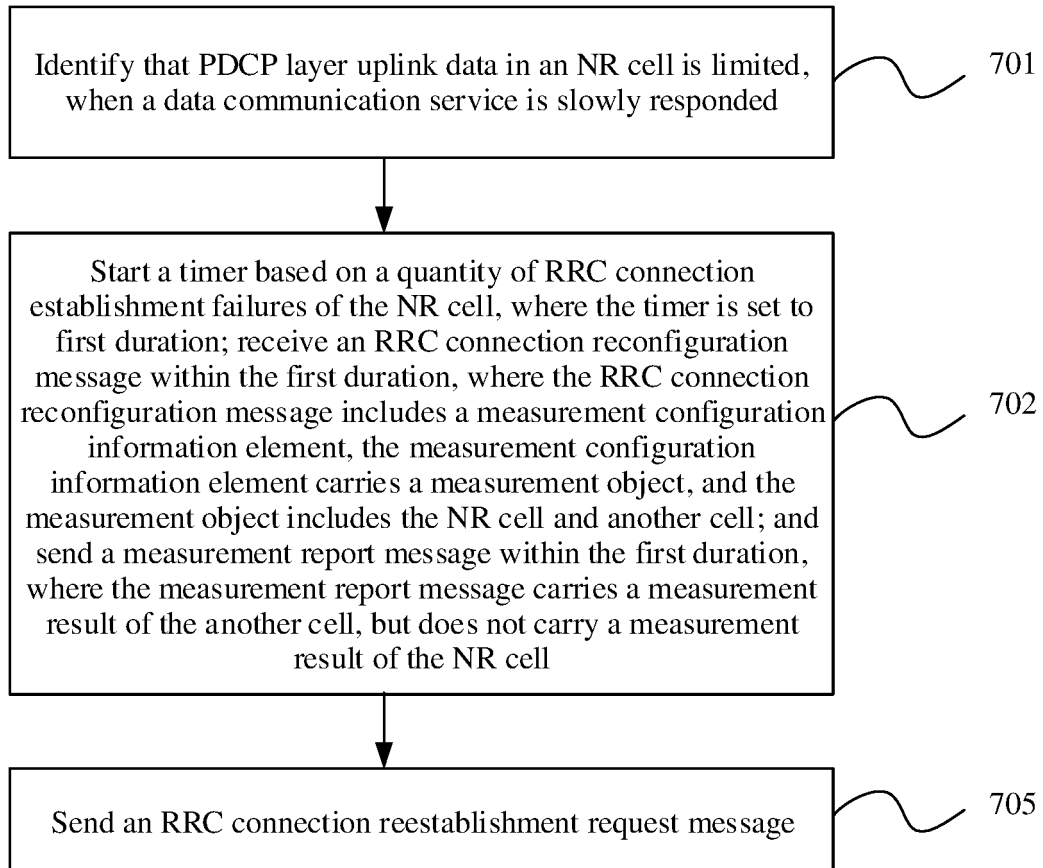 Identify that PDCP layer uplink data in an NR cell is limited,
when a data communication service is slowly responded
701
Start a timer based on a quantity of RRC connection
establishment failures of the NR cell, where the timer is set to
first duration; receive an RRC connection reconfiguration
message within the first duration, where the RRC connection
reconfiguration message includes a measurement configuration
information element, the measurement configuration
information element carries a measurement object, and the
measurement object includes the NR cell and another cell; and
send a measurement report message within the first duration,
where the measurement report message carries a measurement
result of the another cell, but does not carry a measurement
result of the NR cell
702
Send an RRC connection reestablishment request message
705